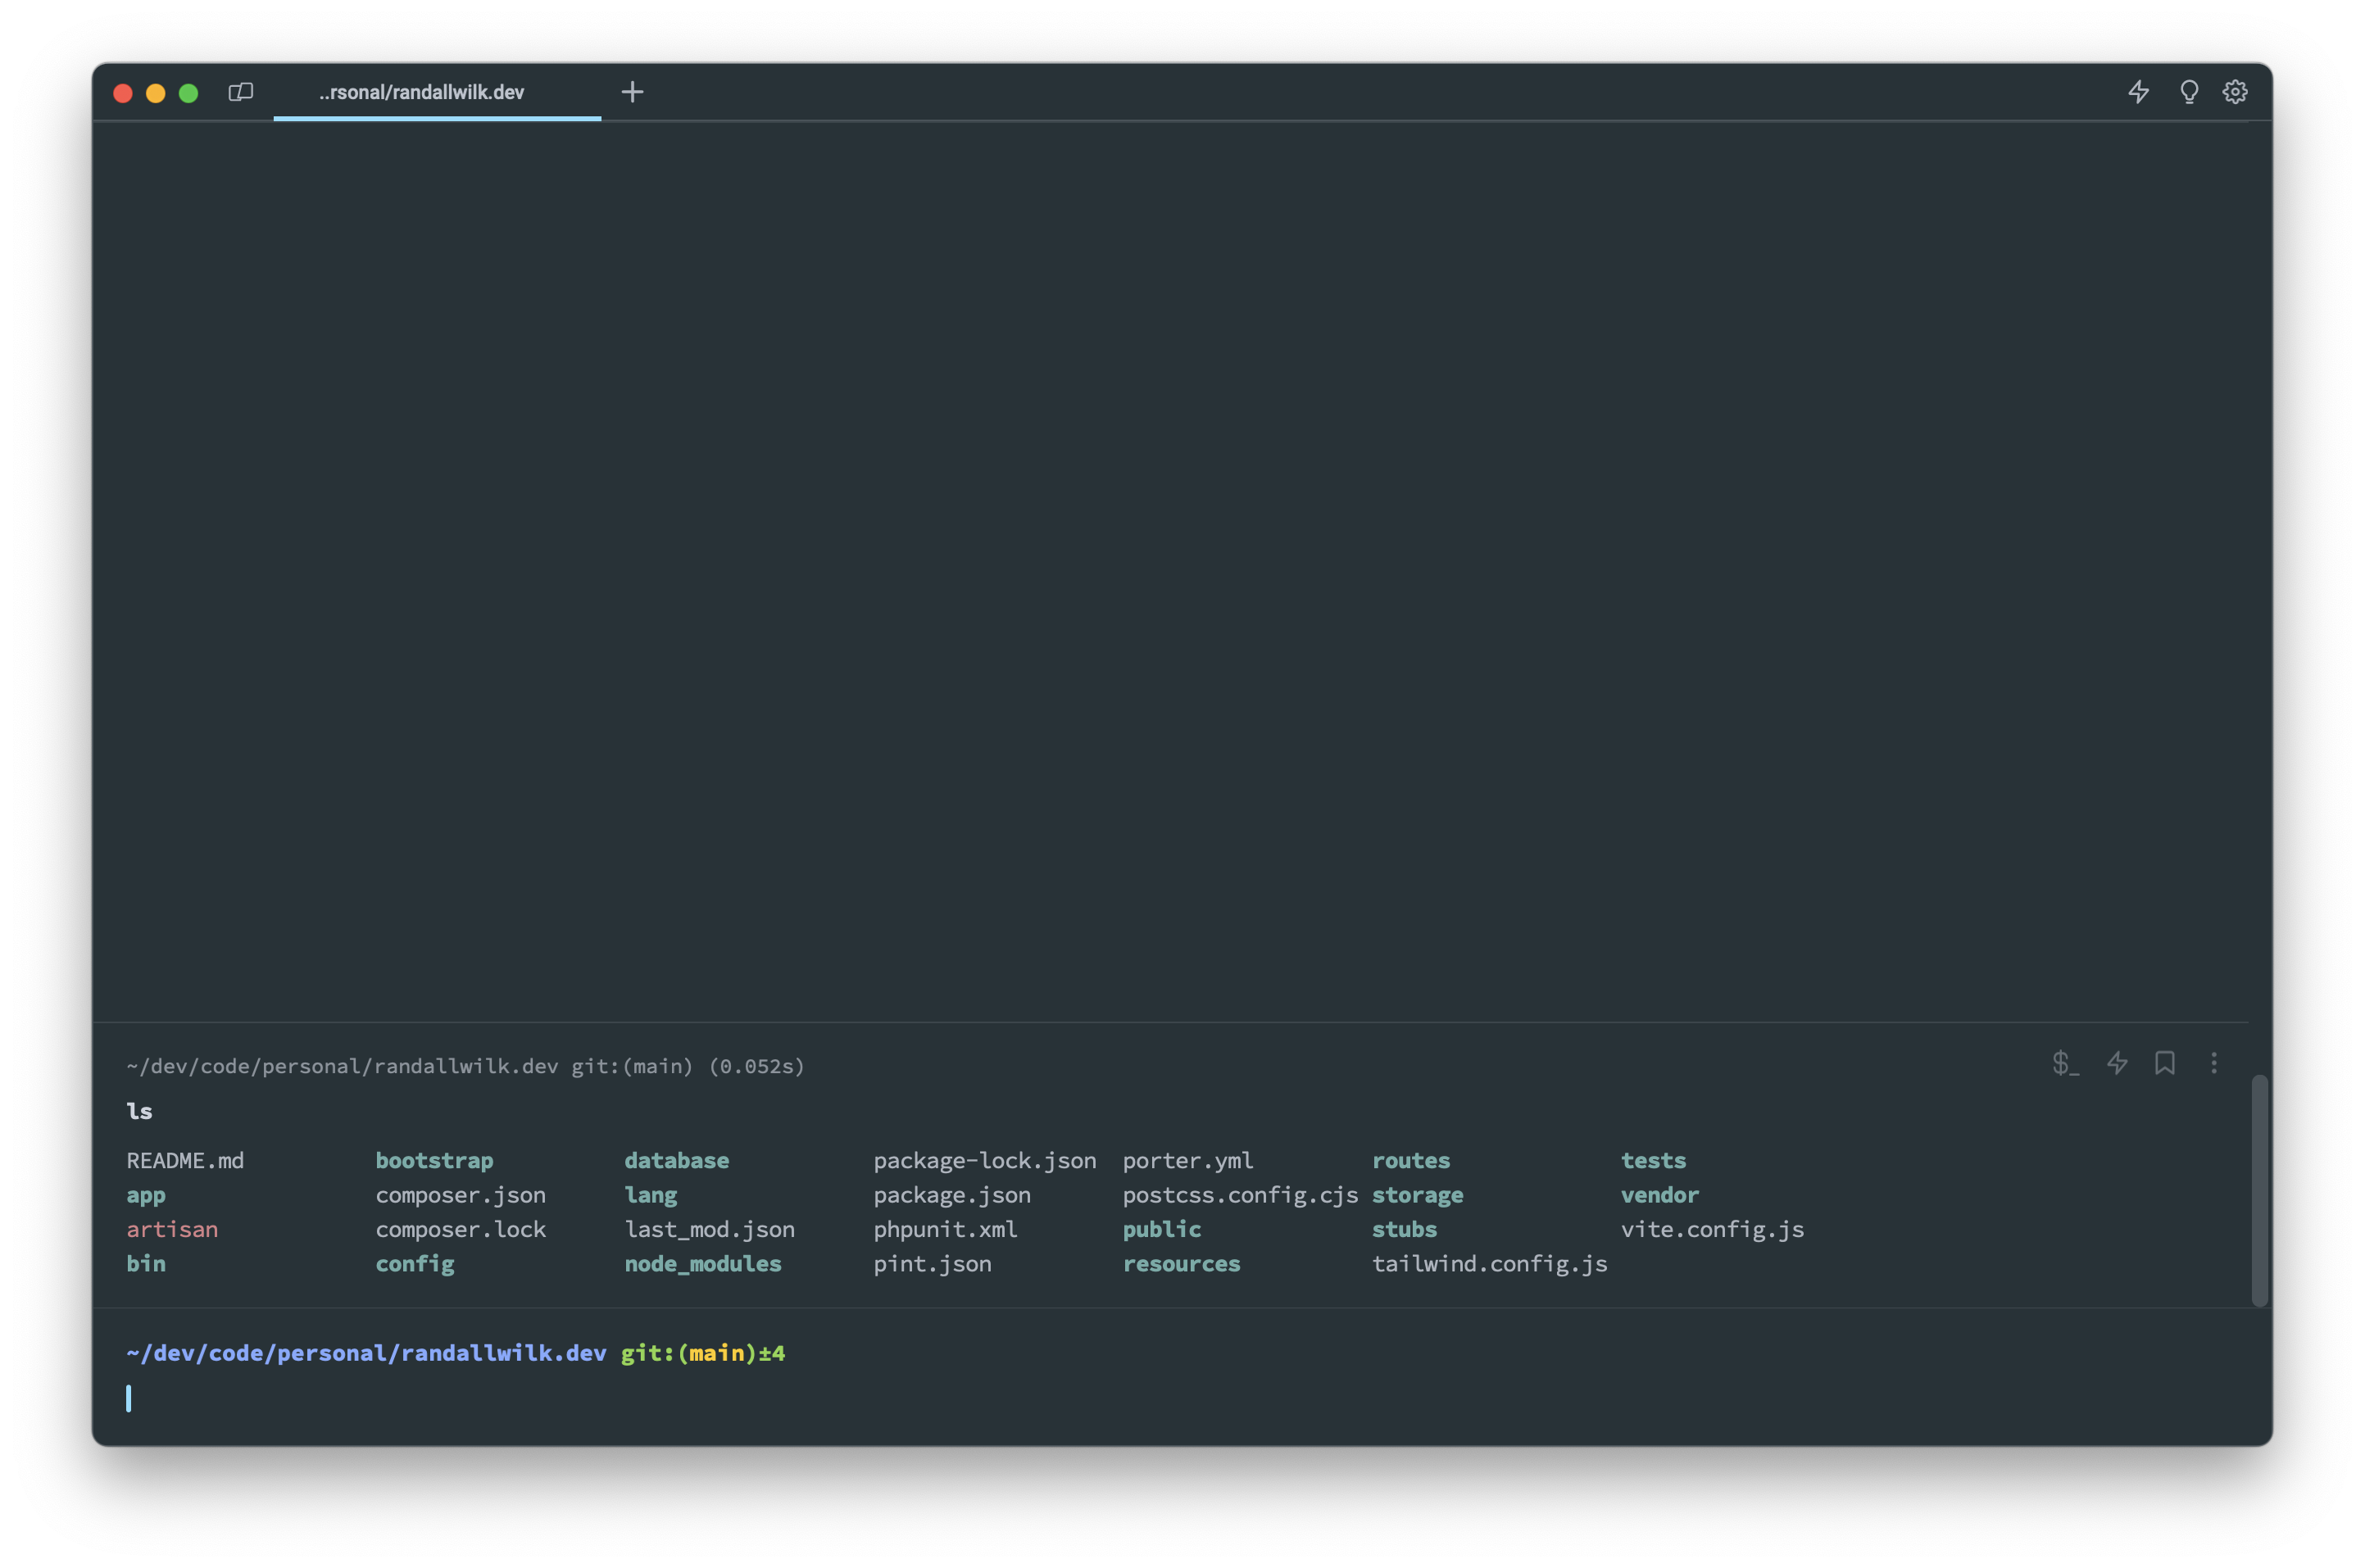 ..rsonal/randallwilk.dev
~/dev/code/personal/randallwilk.dev git:(main) (0.052s)
$_
ls
README.md bootstrap database package-lock.json porter.yml routes tests
app composer.json lang package.json postcss.config.cjs storage vendor
artisan composer.lock last_mod.json phpunit.xml public stubs vite.config.js
bin config node_modules pint.json resources tailwind.config.js
~/dev/code/personal/randallwilk.dev git:(main)±4